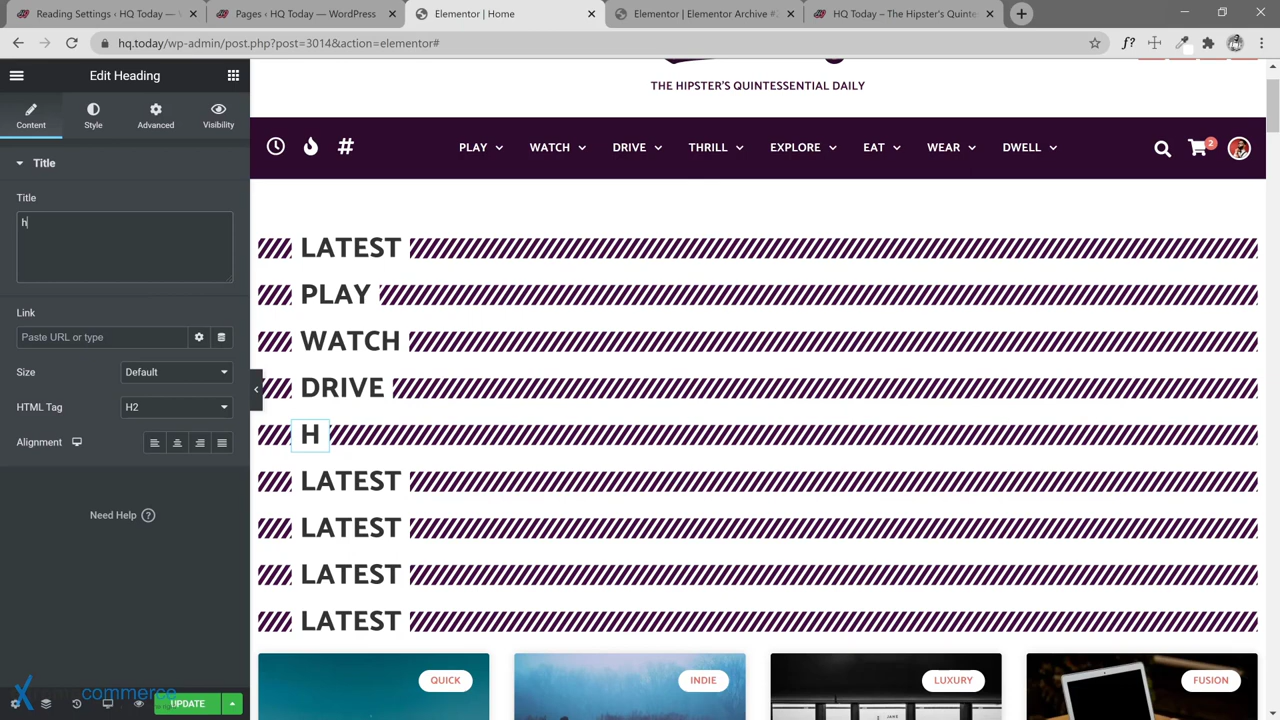 Reading Settings ‹ HQ Today — W
Pages ‹ HQ Today — WordPress
Elementor | Home
Elementor | Elementor Archive #2
HQ Today – The Hipster's Quinte
hq.today/wp-admin/post.php?post=3014&action=elementor#
Edit Heading
Content
Style
Advanced
Visibility
Title
Title
h
Link
Paste URL or type
Size
Default
HTML Tag
H2
Alignment
Need Help
UPDATE
THE HIPSTER'S QUINTESSENTIAL DAILY
PLAY WATCH DRIVE THRILL EXPLORE EAT WEAR DWELL
2
LATEST
PLAY
WATCH
DRIVE
H
LATEST
LATEST
LATEST
LATEST
QUICK
INDIE
LUXURY
FUSION
commerce